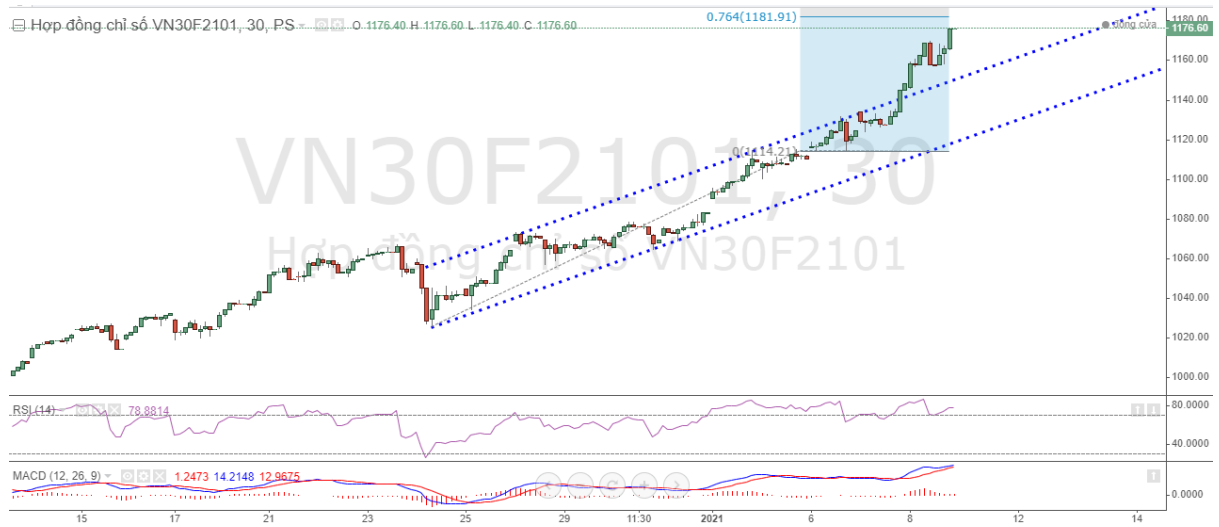 Hợp đồng chỉ số VN30F2101, 30, PS
O 1176.40 H 1176.60 L 1176.40 C 1176.60
0.764(1181.91)
đóng cửa
1180.00
1176.60
1160.00
1140.00
1120.00
1100.00
1080.00
1060.00
1040.00
1020.00
1000.00
0(1114.21)
VN30F2101, 30
Hợp đồng chỉ số VN30F2101
RSI (14)
78.8814
80.0000
40.0000
MACD (12, 26, 9)
1.2473 14.2148 12.9675
0.0000
15 17 21 23 25 29 11:30 2021 6 8 12 14